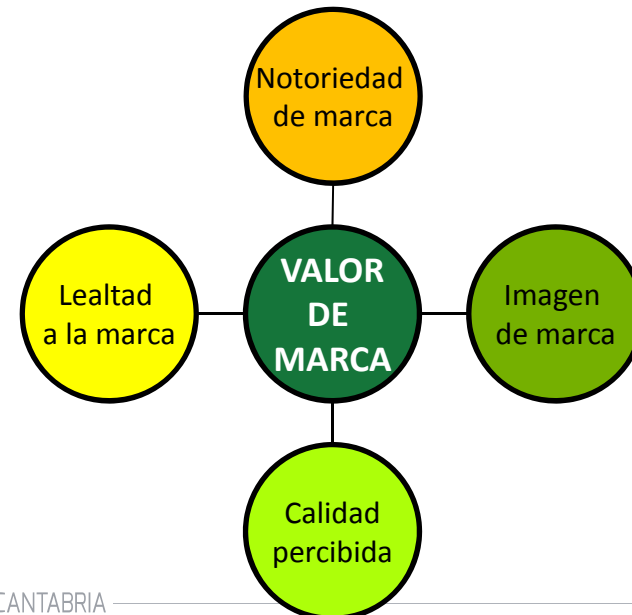 Notoriedad
de marca
Lealtad
a la marca
VALOR
DE
MARCA
Imagen
de marca
Calidad
percibida
CANTABRIA